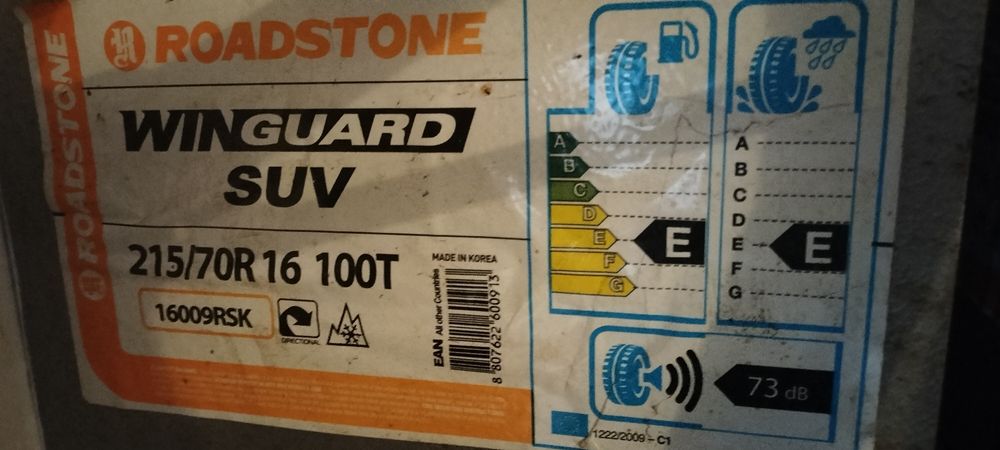 ROADSTONE
ROADSTONE
WINGUARD
SUV
215/70R 16 100T
16009RSK
DIRECTIONAL
MADE IN KOREA
EAN All other Countries
8 807622 600913
A
B
C
D
E
F
G
E
A
B
C
D
E
F
G
E
73 dB
1222/2009 - C1